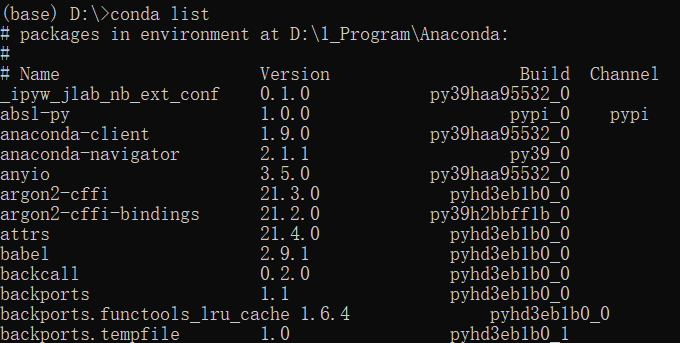 (base) D:\>conda list
# packages in environment at D:\1_Program\Anaconda:
#
# Name                    Version                   Build  Channel
_ipyw_jlab_nb_ext_conf    0.1.0            py39haa95532_0
absl-py                   1.0.0                    pypi_0    pypi
anaconda-client           1.9.0            py39haa95532_0
anaconda-navigator        2.1.1                    py39_0
anyio                     3.5.0            py39haa95532_0
argon2-cffi               21.3.0             pyhd3eb1b0_0
argon2-cffi-bindings      21.2.0           py39h2bbff1b_0
attrs                     21.4.0             pyhd3eb1b0_0
babel                     2.9.1              pyhd3eb1b0_0
backcall                  0.2.0              pyhd3eb1b0_0
backports                 1.1                pyhd3eb1b0_0
backports.functools_lru_cache 1.6.4              pyhd3eb1b0_0
backports.tempfile        1.0                pyhd3eb1b0_1